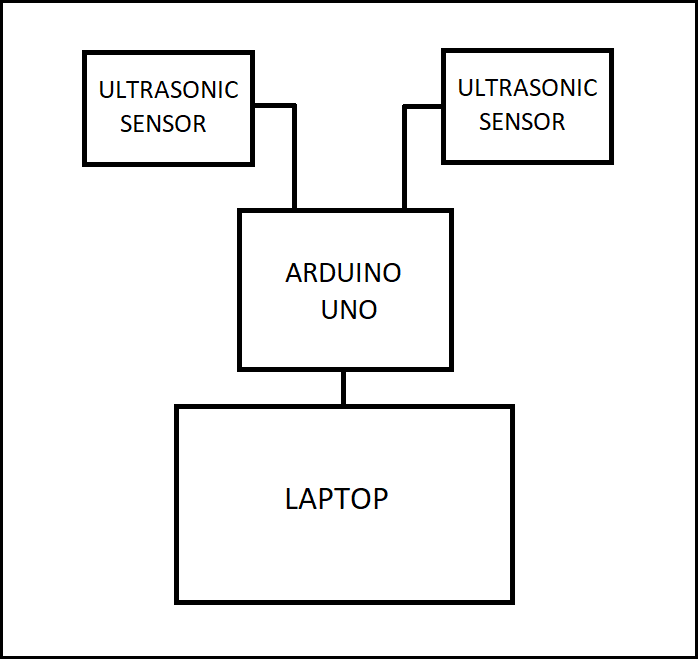 ULTRASONIC
SENSOR
ULTRASONIC
SENSOR
ARDUINO
UNO
LAPTOP